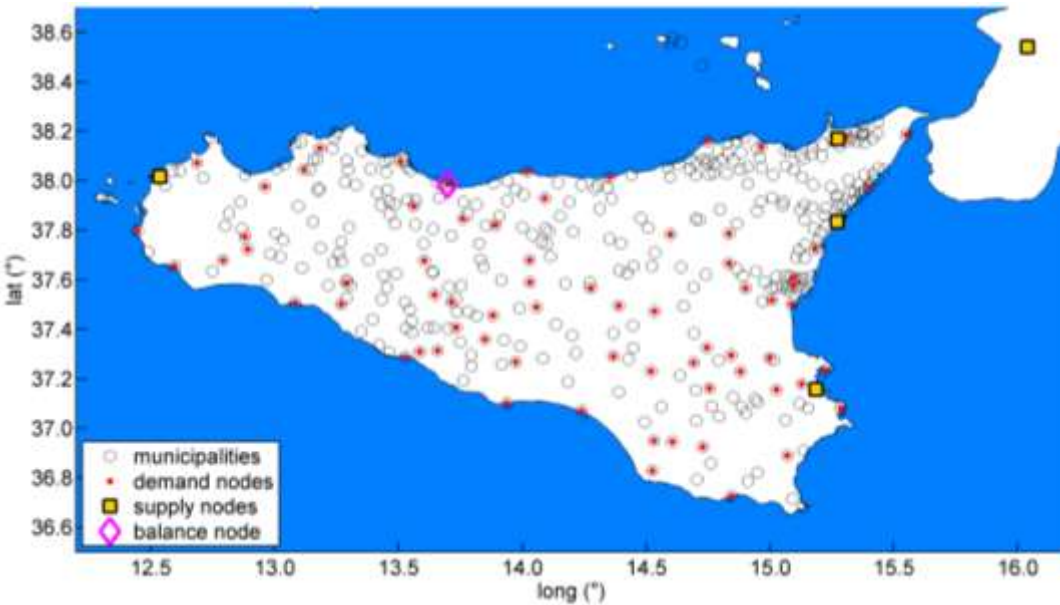 38.6
38.4
38.2
38.0
37.8
37.6
37.4
37.2
37.0
36.8
36.6
lat (°)
municipalities
demand nodes
supply nodes
balance node
12.5 13.0 13.5 14.0 14.5 15.0 15.5 16.0
long (°)